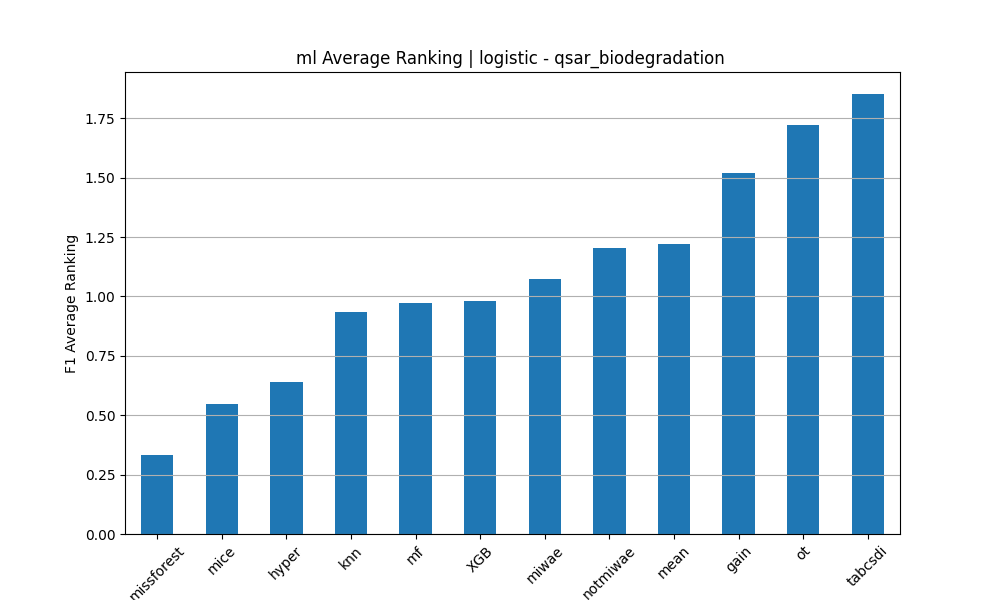 ml Average Ranking | logistic - qsar_biodegradation
F1 Average Ranking
1.75
1.50
1.25
1.00
0.75
0.50
0.25
0.00
missforest
mice
hyper
knn
mf
XGB
miwae
notmiwae
mean
gain
ot
tabcsdi